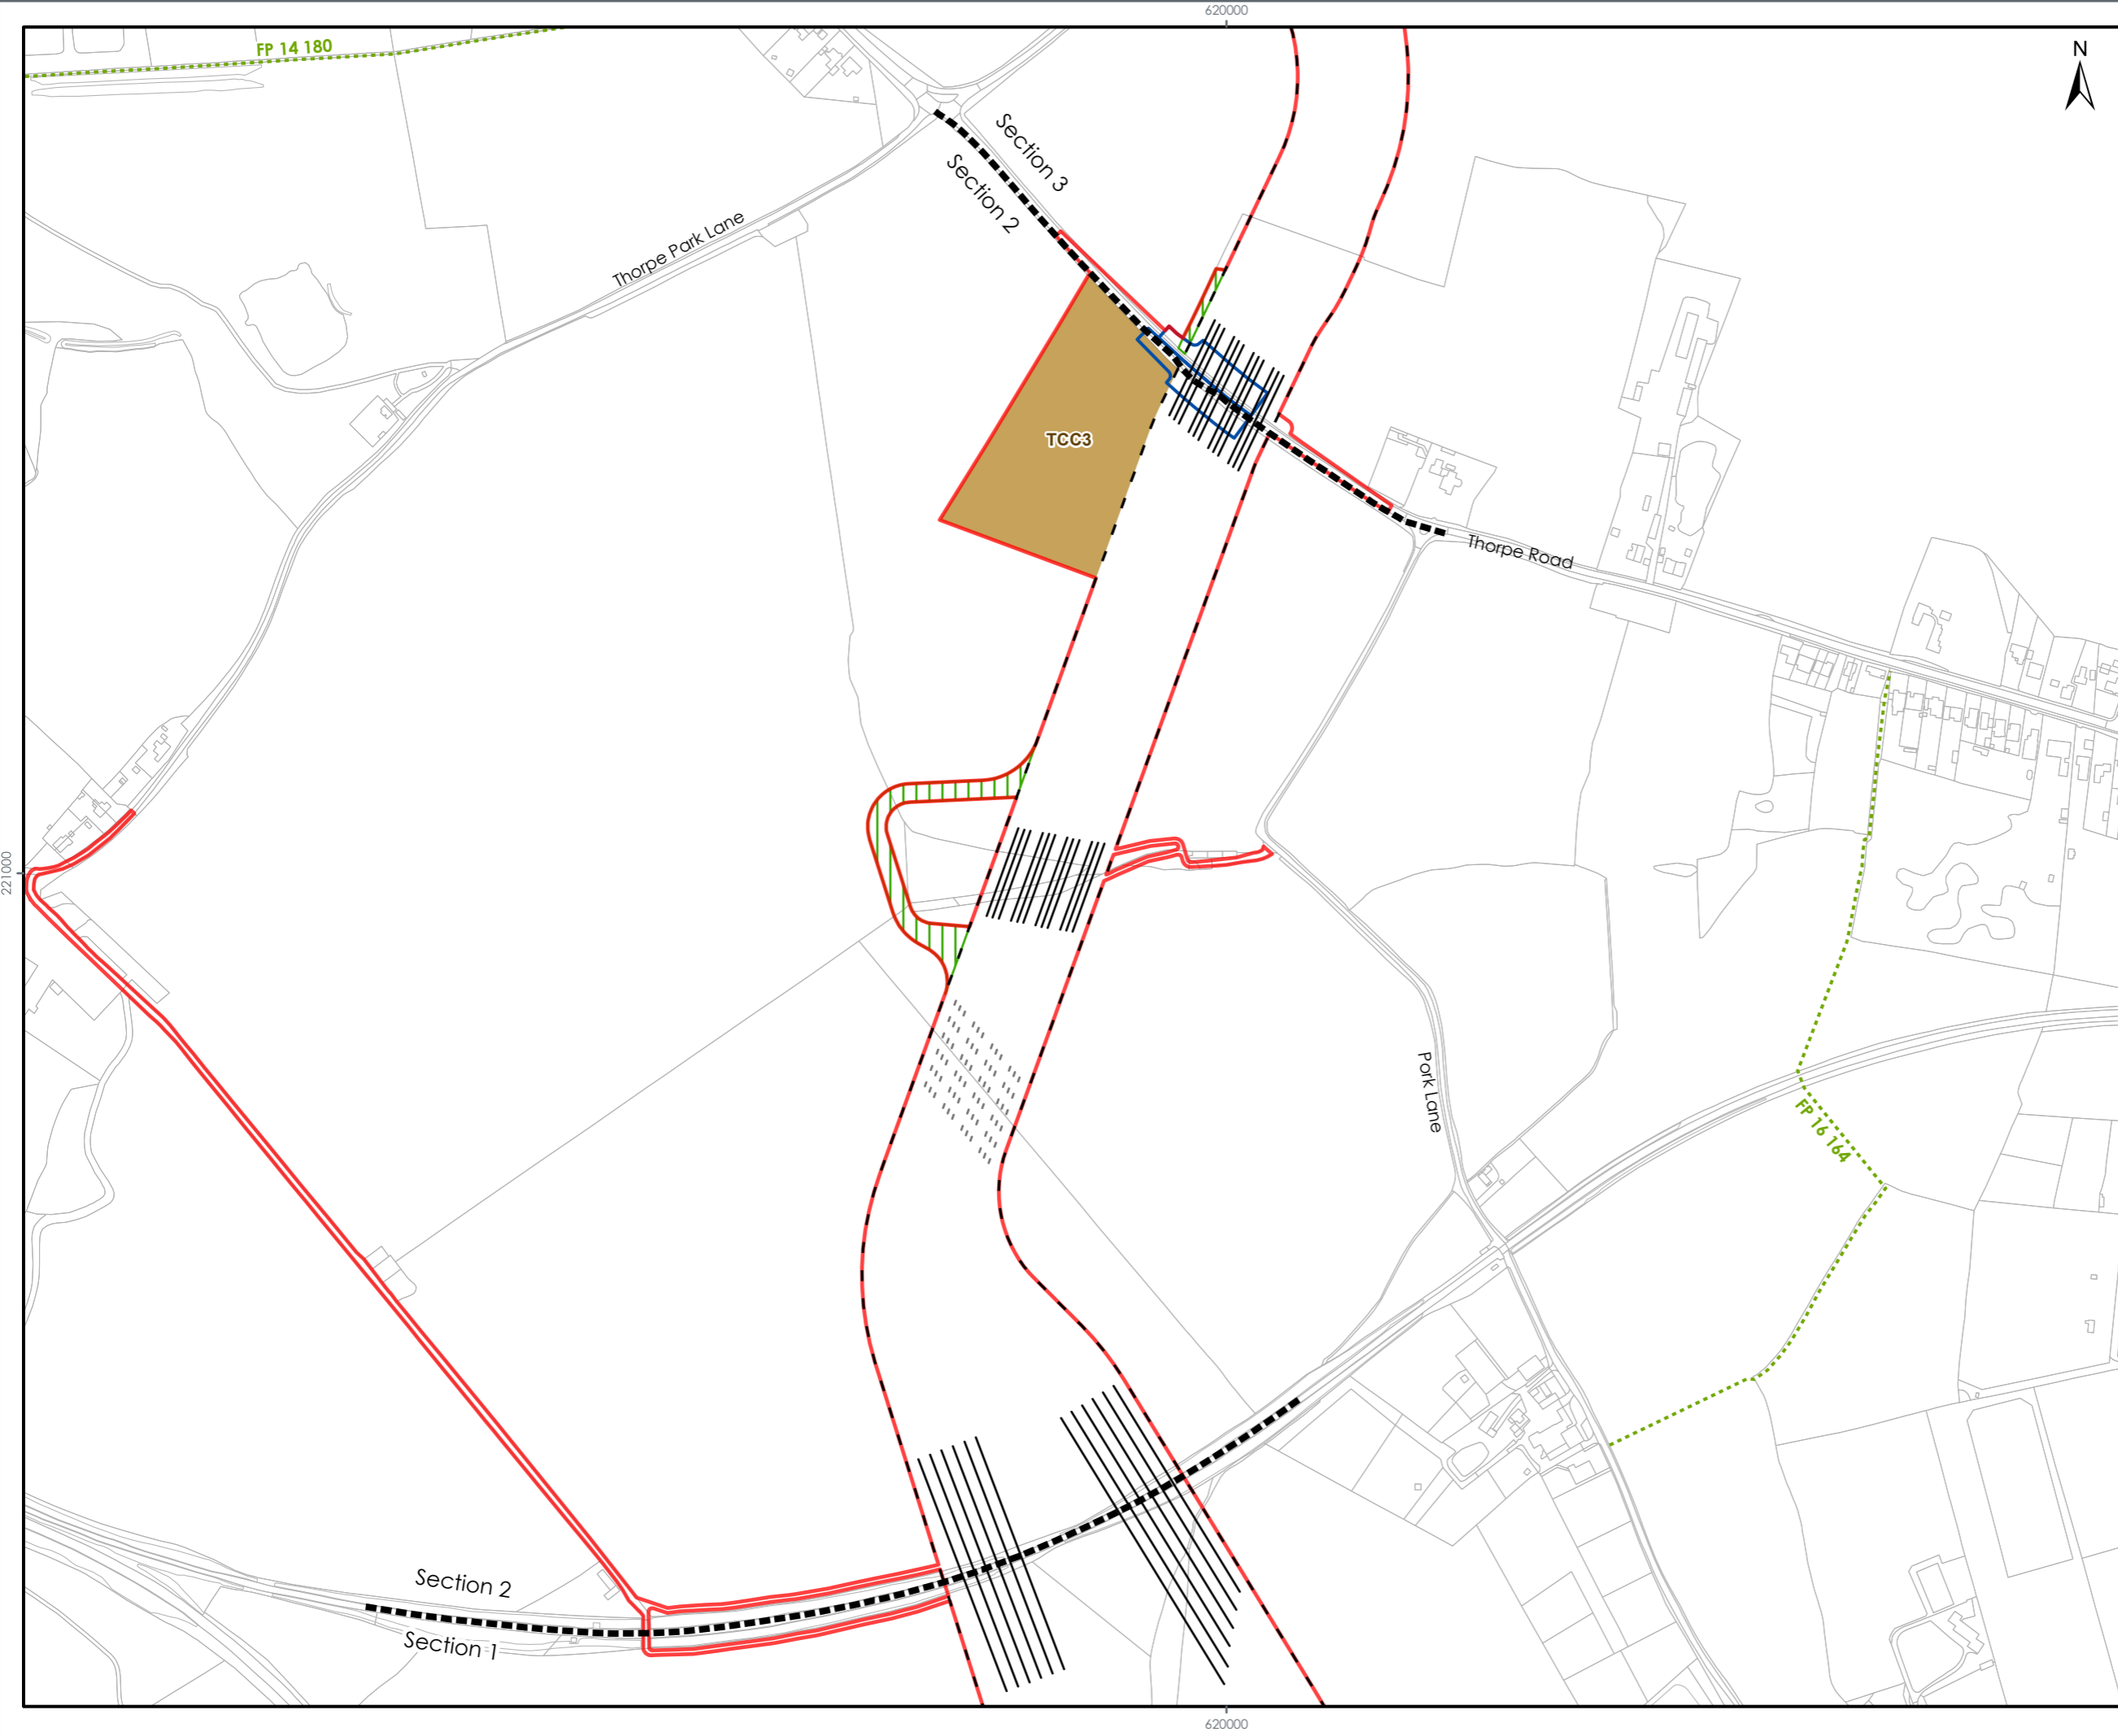 620000
N
FP 14 180
Section 3
Section 2
Thorpe Park Lane
TCC3
Thorpe Road
221000
Pork Lane
FP 16 164
Section 2
Section 1
620000